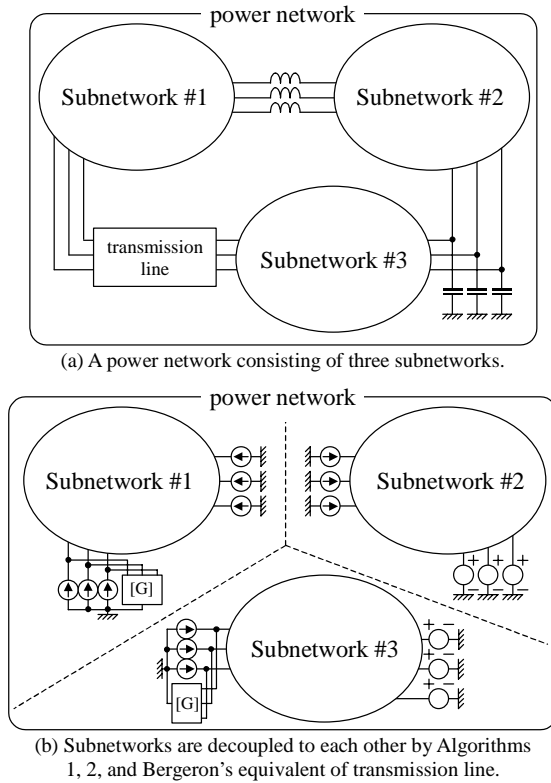 power network
Subnetwork #1
Subnetwork #2
transmission
line
Subnetwork #3
(a) A power network consisting of three subnetworks.
power network
Subnetwork #1
Subnetwork #2
[G]
+ + +
− − −
Subnetwork #3
+ −
+ −
+ −
[G]
(b) Subnetworks are decoupled to each other by Algorithms
1, 2, and Bergeron's equivalent of transmission line.